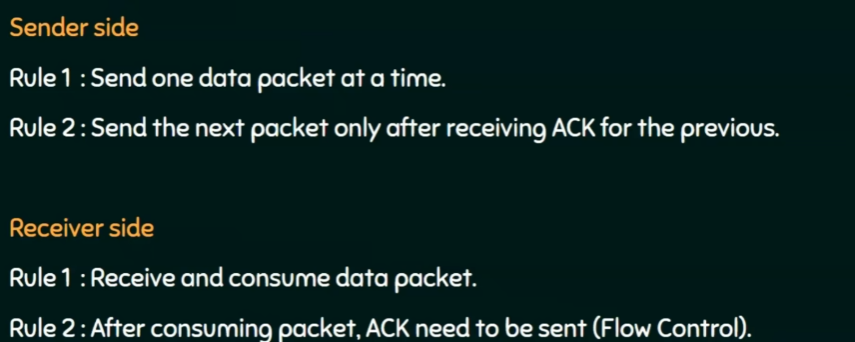 Sender side
Rule 1 : Send one data packet at a time.
Rule 2 : Send the next packet only after receiving ACK for the previous.
Receiver side
Rule 1 : Receive and consume data packet.
Rule 2 : After consuming packet, ACK need to be sent (Flow Control).